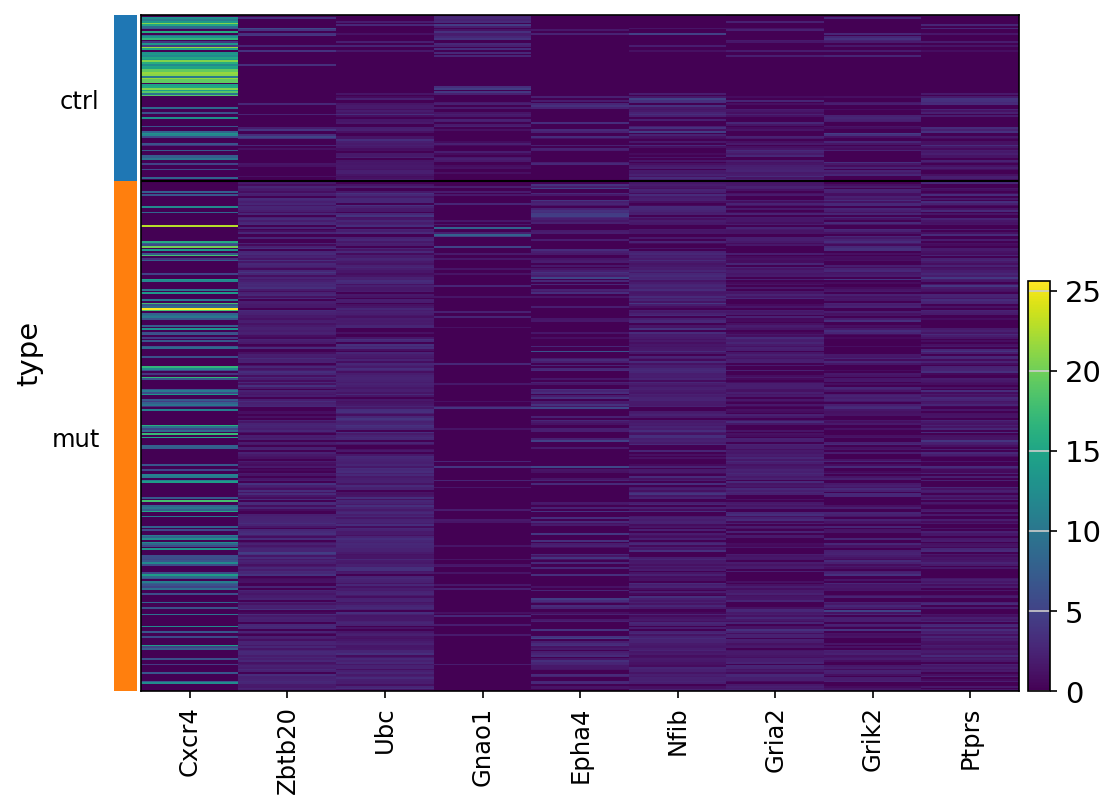 type
ctrl
mut
Cxcr4
Zbtb20
Ubc
Gnao1
Epha4
Nfib
Gria2
Grik2
Ptprs
25
20
15
10
5
0